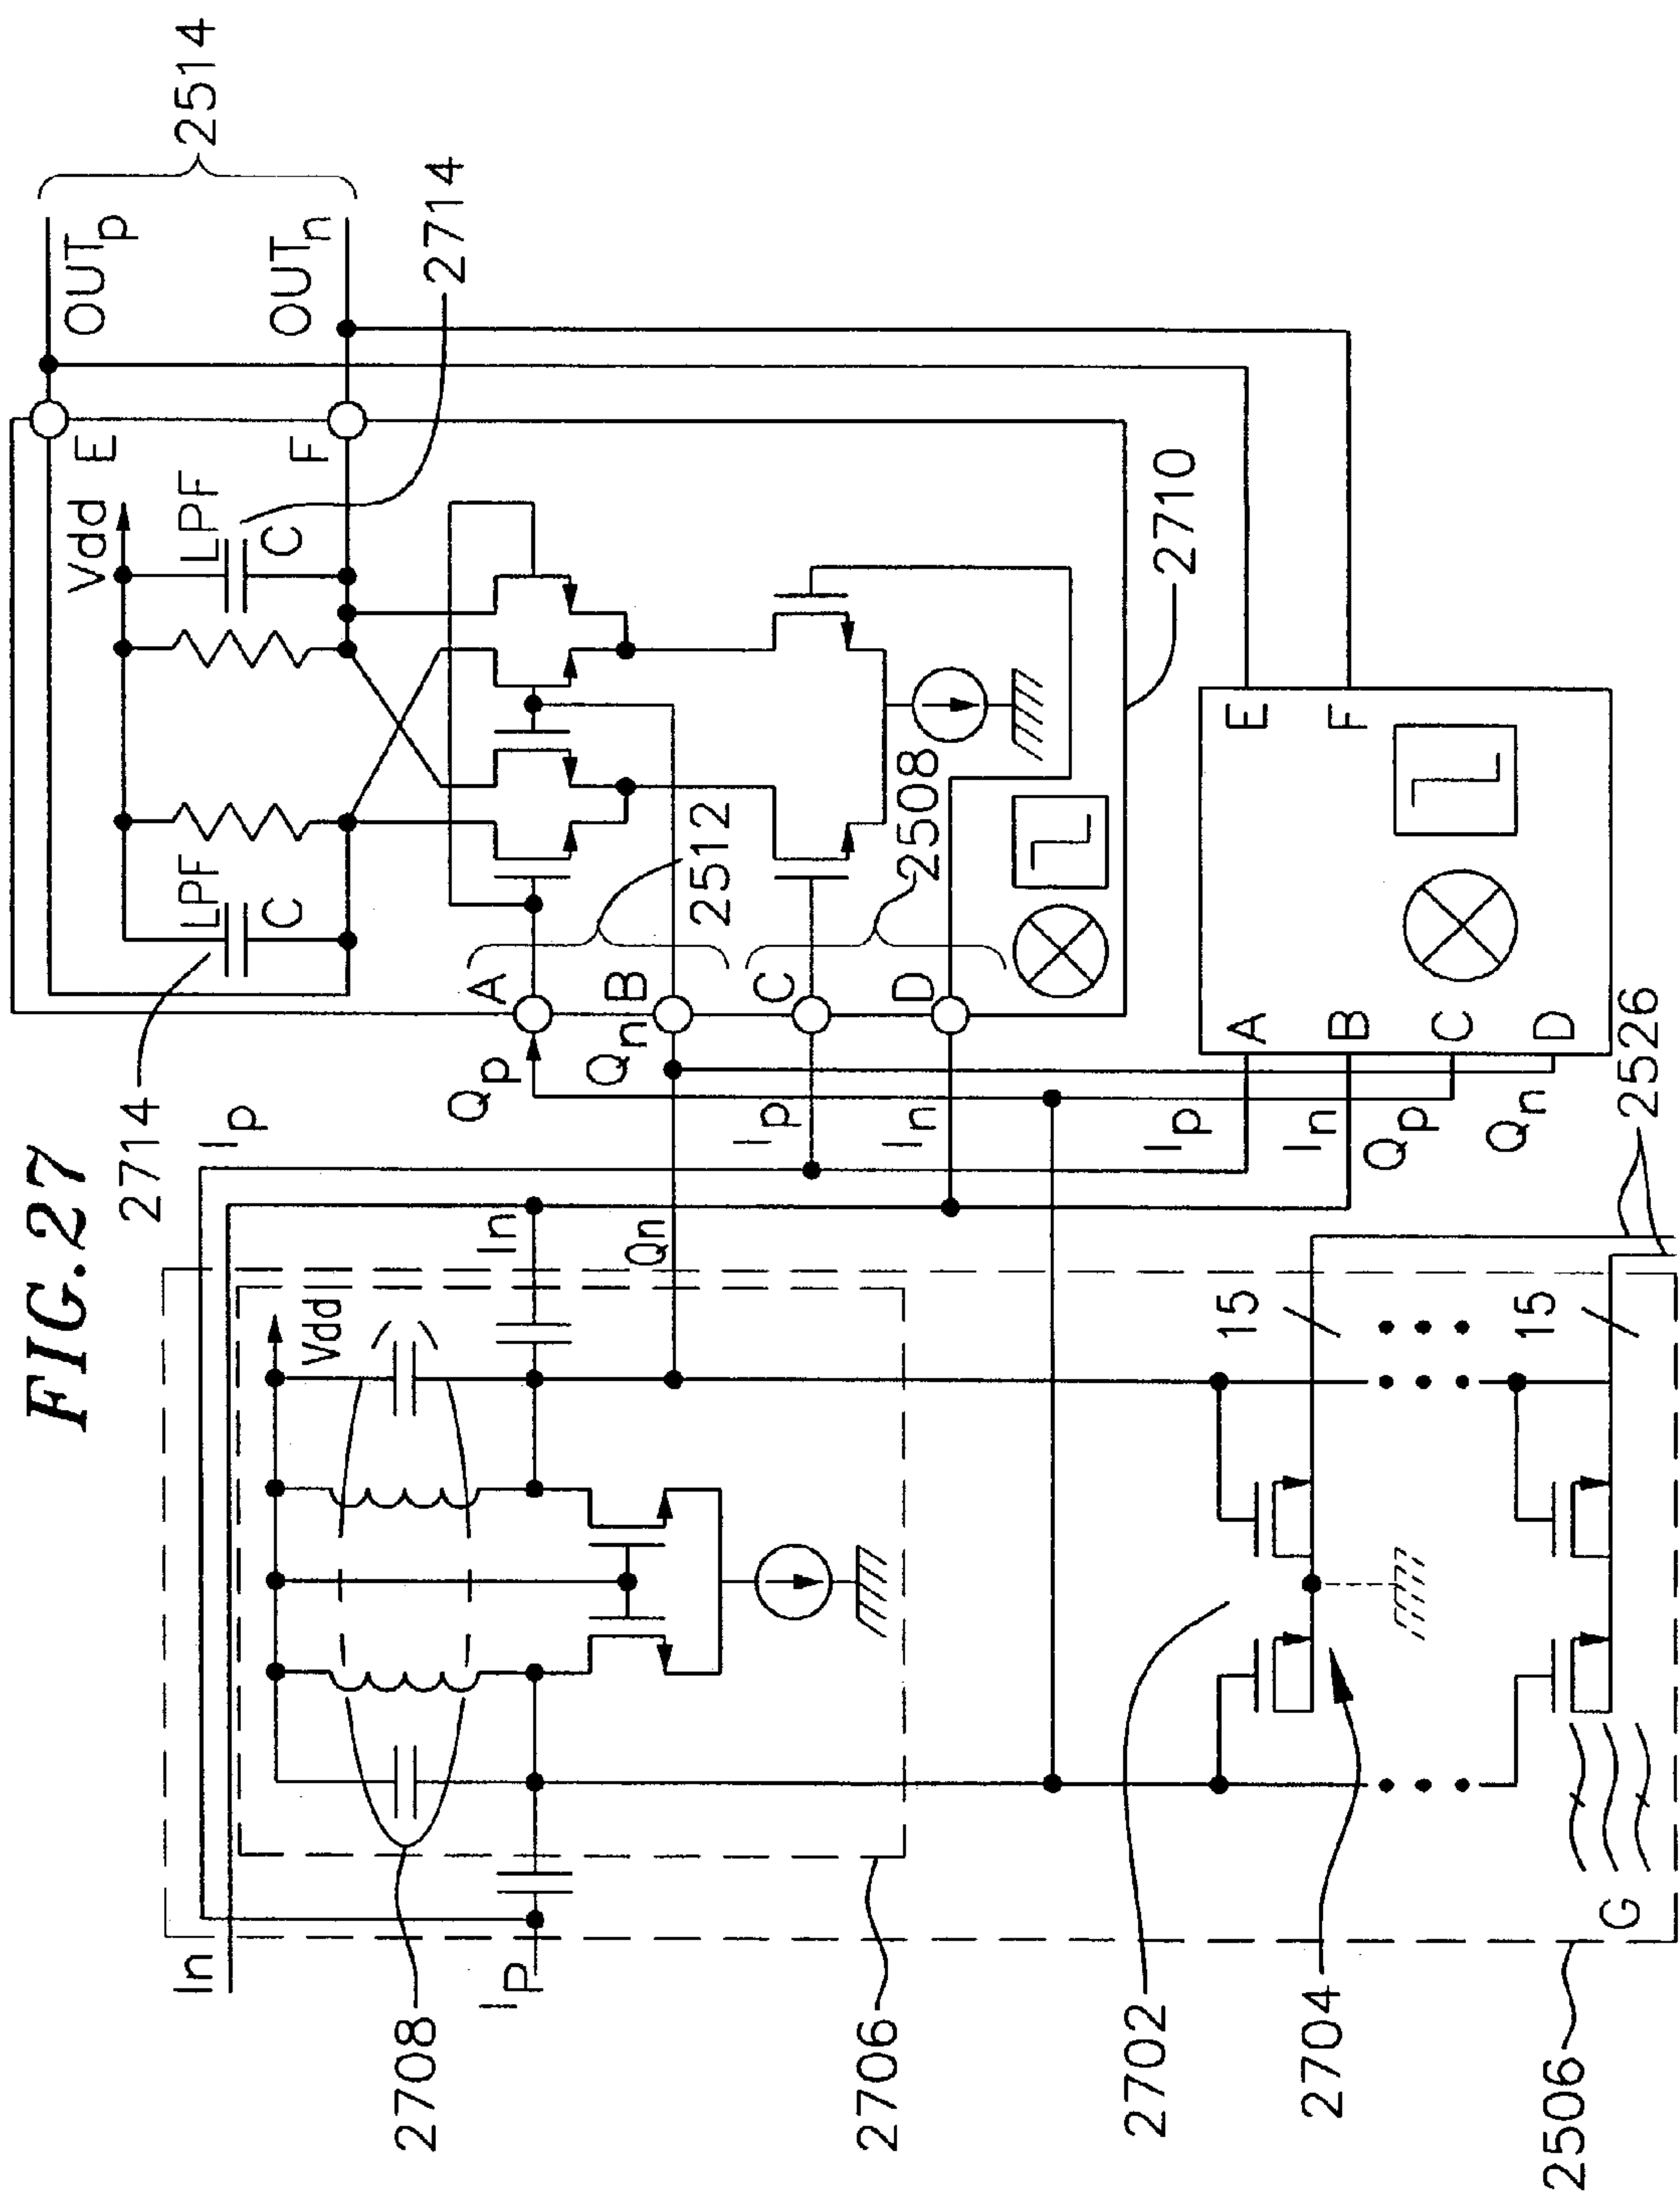 FIG.27
2514
OUTp
OUTn
2714
E
F
Vdd
LPF
C
LPF
C
2714
A
B
C
D
2512
2508
2710
Qp
Qn
Ip
In
Ip
In
Qn
Vdd
In
Ip
2708
2706
E
F
A
B
C
D
Ip
In
Qp
Qn
2526
15
15
2702
2704
G
2506